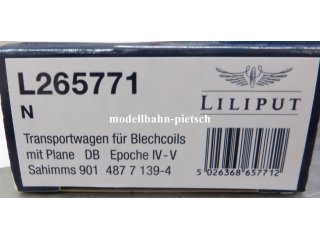 L265771
N
LILIPUT
modellbahn-pietsch
Transportwagen für Blechcoils
mit Plane DB Epoche IV-V
Sahimms 901 487 7 139-4
5 026368 657712